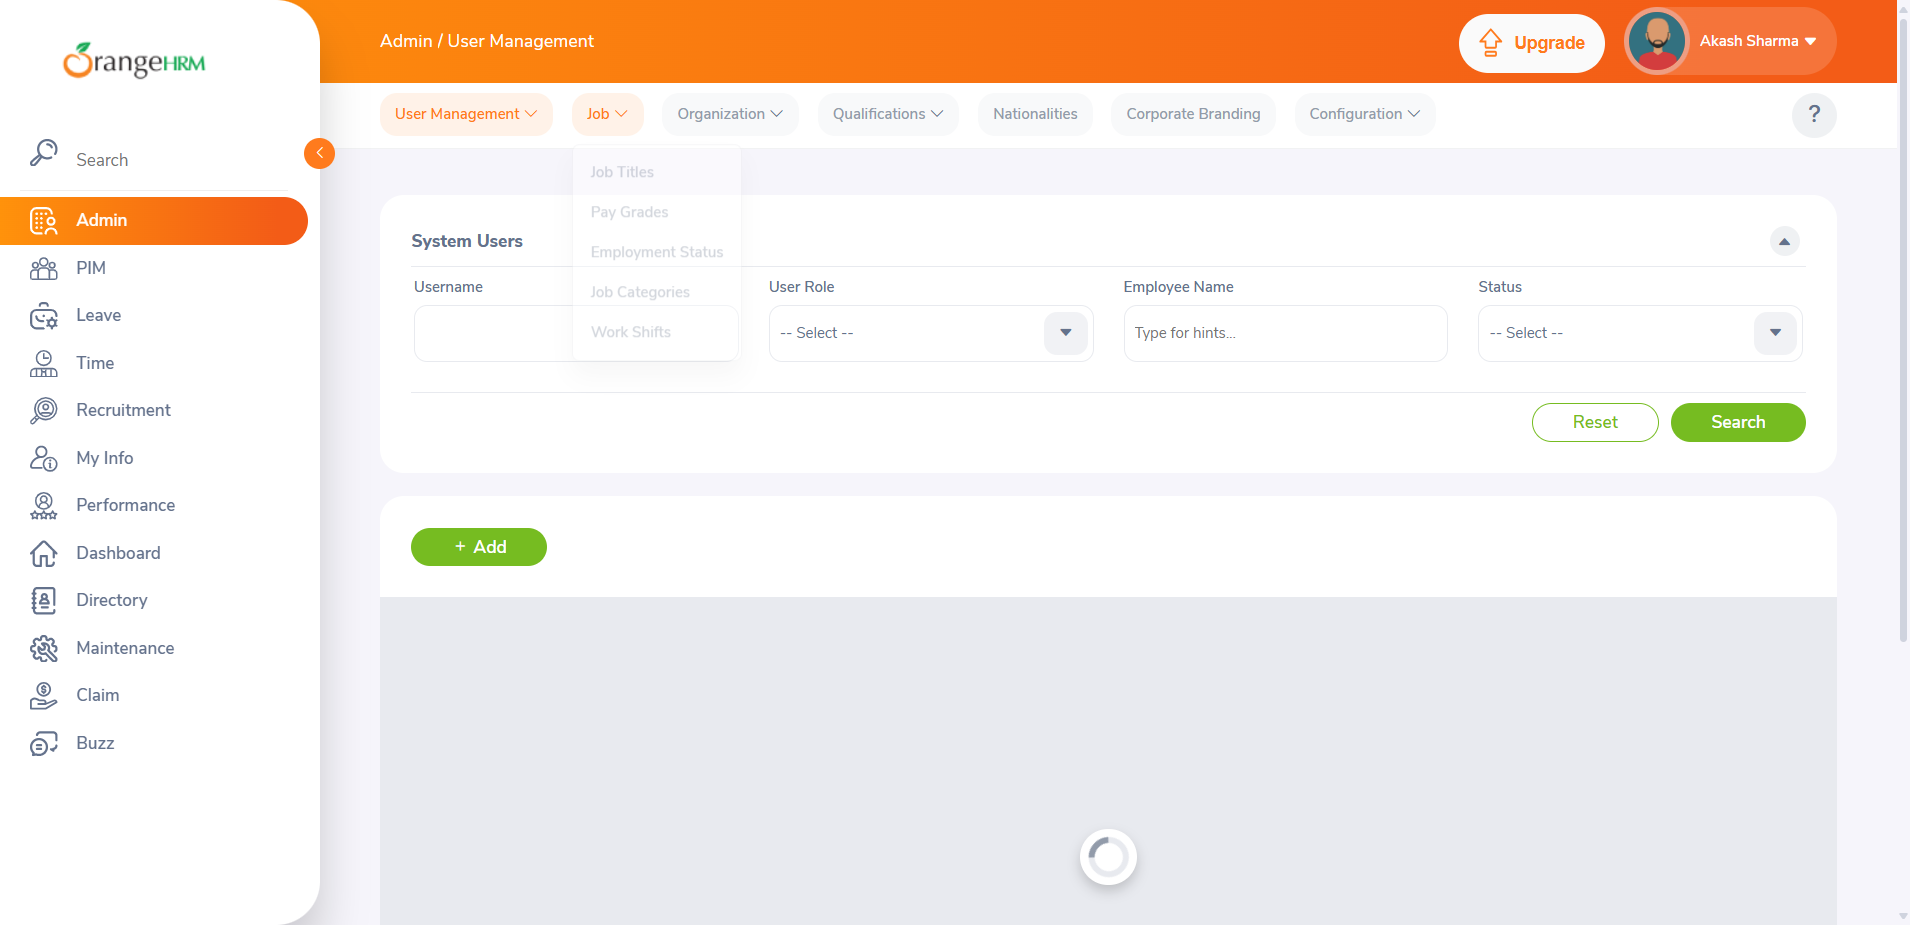 OrangeHRM
Admin / User Management
Upgrade
Akash Sharma
User Management
Job
Organization
Qualifications
Nationalities
Corporate Branding
Configuration
?
Search
Admin
PIM
Leave
Time
Recruitment
My Info
Performance
Dashboard
Directory
Maintenance
Claim
Buzz
Job Titles
Pay Grades
Employment Status
Job Categories
Work Shifts
System Users
Username
User Role
Employee Name
Status
-- Select --
Type for hints...
-- Select --
Reset
Search
+ Add